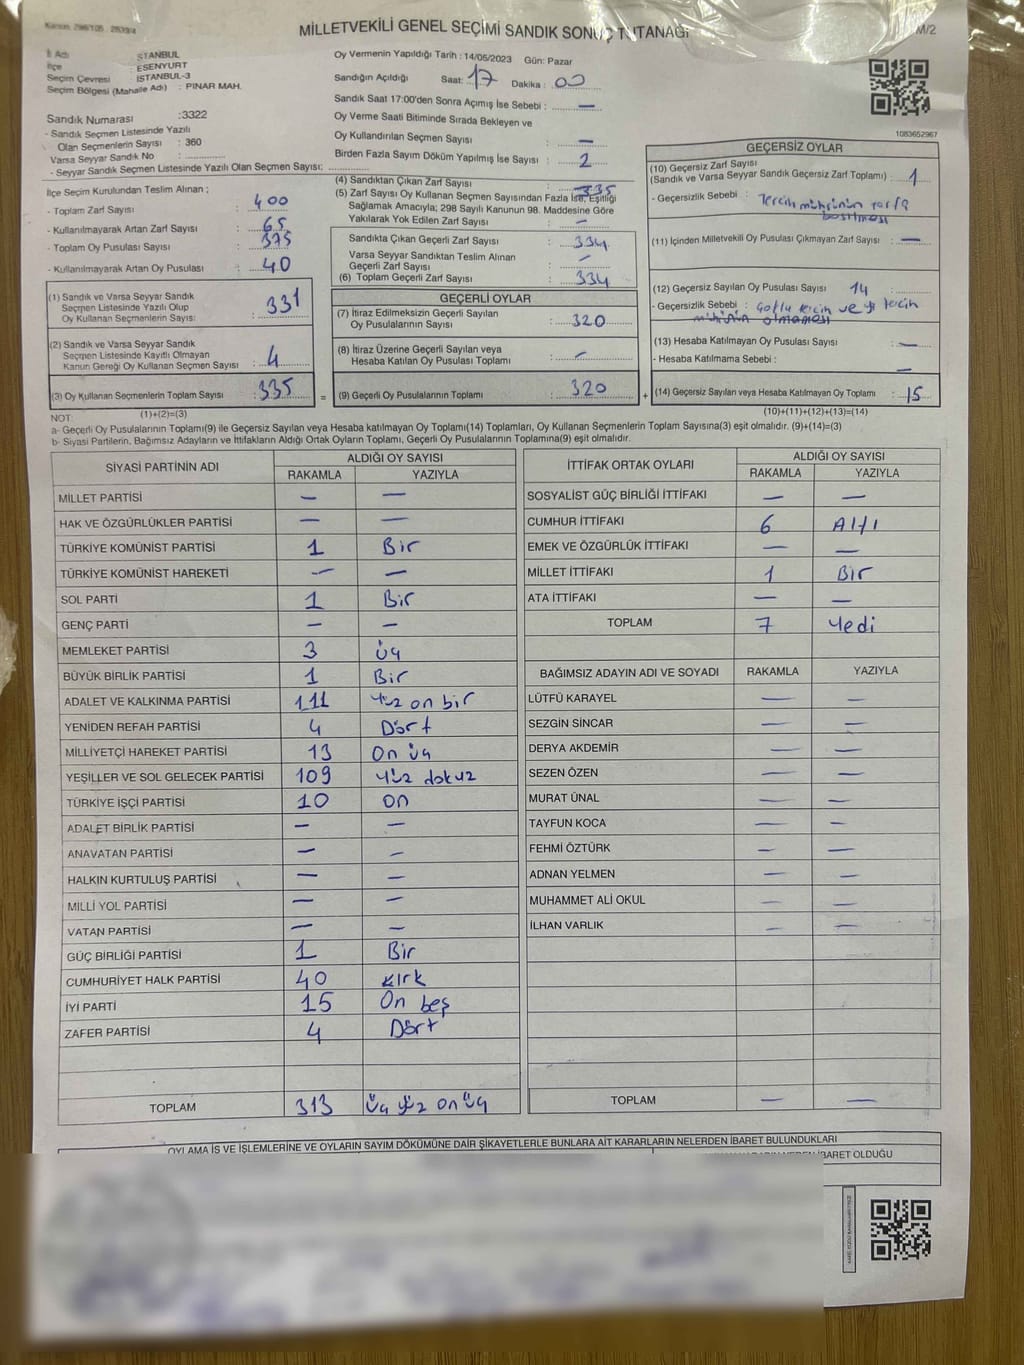 MİLLETVEKİLİ GENEL SEÇİMİ SANDIK SONUÇ TUTANAĞI
M/2
İl Adı : İSTANBUL
İlçe : ESENYURT
Seçim Çevresi : İSTANBUL-3
Seçim Bölgesi (Mahalle Adı) : PINAR MAH.
Sandık Numarası :3322
- Sandık Seçmen Listesinde Yazılı
Olan Seçmenlerin Sayısı : 360
Varsa Seyyar Sandık No :
- Seyyar Sandık Seçmen Listesinde Yazılı Olan Seçmen Sayısı:
Oy Vermenin Yapıldığı Tarih : 14/05/2023 Gün: Pazar
Sandığın Açıldığı Saat: 17 Dakika : 00
Sandık Saat 17:00'den Sonra Açımış İse Sebebi : —
Oy Verme Saati Bitiminde Sırada Bekleyen ve
Oy Kullandırılan Seçmen Sayısı : —
Birden Fazla Sayım Döküm Yapılmış İse Sayısı : 2
1083652967
İlçe Seçim Kurulundan Teslim Alınan ;
- Toplam Zarf Sayısı : 400
- Kullanılmayarak Artan Zarf Sayısı : 65
- Toplam Oy Pusulası Sayısı : 375
- Kullanılmayarak Artan Oy Pusulası : 40
(1) Sandık ve Varsa Seyyar Sandık
Seçmen Listesinde Yazılı Olup
Oy Kullanan Seçmenlerin Sayısı : 331
(2) Sandık ve Varsa Seyyar Sandık
Seçmen Listesinde Kayıtlı Olmayan
Kanun Gereği Oy Kullanan Seçmen Sayısı : 4
(3) Oy Kullanan Seçmenlerin Toplam Sayısı : 335
(1)+(2)=(3)
(4) Sandıktan Çıkan Zarf Sayısı : 335
(5) Zarf Sayısı Oy Kullanan Seçmen Sayısından Fazla İse, Eşitliği
Sağlamak Amacıyla; 298 Sayılı Kanunun 98. Maddesine Göre
Yakılarak Yok Edilen Zarf Sayısı : —
Sandıkta Çıkan Geçerli Zarf Sayısı : 334
Varsa Seyyar Sandıktan Teslim Alınan
Geçerli Zarf Sayısı : —
(6) Toplam Geçerli Zarf Sayısı : 334
GEÇERLİ OYLAR
(7) İtiraz Edilmeksizin Geçerli Sayılan
Oy Pusulalarının Sayısı : 320
(8) İtiraz Üzerine Geçerli Sayılan veya
Hesaba Katılan Oy Pusulası Toplamı : —
= (9) Geçerli Oy Pusulalarının Toplamı : 320
GEÇERSİZ OYLAR
(10) Geçersiz Zarf Sayısı
(Sandık ve Varsa Seyyar Sandık Geçersiz Zarf Toplamı) : 1
- Geçersizlik Sebebi : Tercih mührünün zarfa
basılması
(11) İçinden Milletvekili Oy Pusulası Çıkmayan Zarf Sayısı : —
(12) Geçersiz Sayılan Oy Pusulası Sayısı : 14
- Geçersizlik Sebebi : tercih ve tercih
mührünün olmaması
(13) Hesaba Katılmayan Oy Pusulası Sayısı : —
- Hesaba Katılmama Sebebi : —
+ (14) Geçersiz Sayılan veya Hesaba Katılmayan Oy Toplamı : 15
(10)+(11)+(12)+(13)=(14)
NOT:
a- Geçerli Oy Pusulalarının Toplamı(9) ile Geçersiz Sayılan veya Hesaba katılmayan Oy Toplamı(14) Toplamları, Oy Kullanan Seçmenlerin Toplam Sayısına(3) eşit olmalıdır. (9)+(14)=(3)
b- Siyasi Partilerin, Bağımsız Adayların ve İttifakların Aldığı Ortak Oyların Toplamı, Geçerli Oy Pusulalarının Toplamına(9) eşit olmalıdır.
SİYASİ PARTİNİN ADI ALDIĞI OY SAYISI
RAKAMLA YAZIYLA
MİLLET PARTİSİ — —
HAK VE ÖZGÜRLÜKLER PARTİSİ — —
TÜRKİYE KOMÜNİST PARTİSİ 1 Bir
TÜRKİYE KOMÜNİST HAREKETİ — —
SOL PARTİ 1 Bir
GENÇ PARTİ — —
MEMLEKET PARTİSİ 3 üç
BÜYÜK BİRLİK PARTİSİ 1 Bir
ADALET VE KALKINMA PARTİSİ 111 Yüz on bir
YENİDEN REFAH PARTİSİ 4 Dört
MİLLİYETÇİ HAREKET PARTİSİ 13 On üç
YEŞİLLER VE SOL GELECEK PARTİSİ 109 Yüz dokuz
TÜRKİYE İŞÇİ PARTİSİ 10 on
ADALET BİRLİK PARTİSİ — —
ANAVATAN PARTİSİ — —
HALKIN KURTULUŞ PARTİSİ — —
MİLLİ YOL PARTİSİ — —
VATAN PARTİSİ — —
GÜÇ BİRLİĞİ PARTİSİ 1 Bir
CUMHURİYET HALK PARTİSİ 40 Kırk
İYİ PARTİ 15 On beş
ZAFER PARTİSİ 4 Dört
TOPLAM 313 üç yüz on üç
İTTİFAK ORTAK OYLARI ALDIĞI OY SAYISI
RAKAMLA YAZIYLA
SOSYALİST GÜÇ BİRLİĞİ İTTİFAKI — —
CUMHUR İTTİFAKI 6 Altı
EMEK VE ÖZGÜRLÜK İTTİFAKI — —
MİLLET İTTİFAKI 1 Bir
ATA İTTİFAKI — —
TOPLAM 7 Yedi
BAĞIMSIZ ADAYIN ADI VE SOYADI RAKAMLA YAZIYLA
LÜTFÜ KARAYEL — —
SEZGİN SİNCAR — —
DERYA AKDEMİR — —
SEZEN ÖZEN — —
MURAT ÜNAL — —
TAYFUN KOCA — —
FEHMİ ÖZTÜRK — —
ADNAN YELMEN — —
MUHAMMET ALİ OKUL — —
İLHAN VARLIK — —
TOPLAM — —
OYLAMA İŞ VE İŞLEMLERİNE VE OYLARIN SAYIM DÖKÜMÜNE DAİR ŞİKAYETLERLE BUNLARA AİT KARARLARIN NELERDEN İBARET BULUNDUKLARI
İBARET OLDUĞU